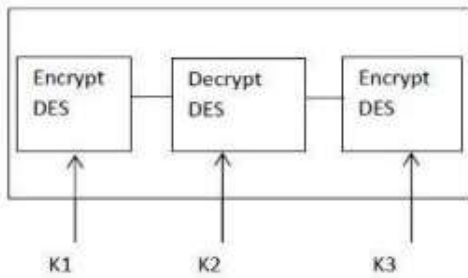 Encrypt
DES
Decrypt
DES
Encrypt
DES
K1
K2
K3